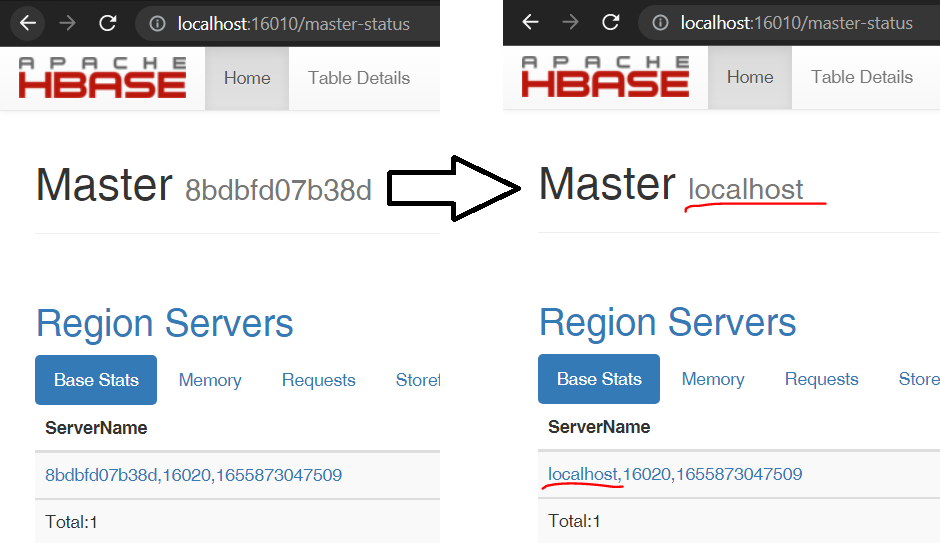 localhost:16010/master-status
APACHE
HBASE
Home
Table Details
Master 8bdbfd07b38d
Region Servers
Base Stats
Memory
Requests
Storef
ServerName
8bdbfd07b38d,16020,1655873047509
Total:1
localhost:16010/master-status
APACHE
HBASE
Home
Table Details
Master localhost
Region Servers
Base Stats
Memory
Requests
Store
ServerName
localhost,16020,1655873047509
Total:1